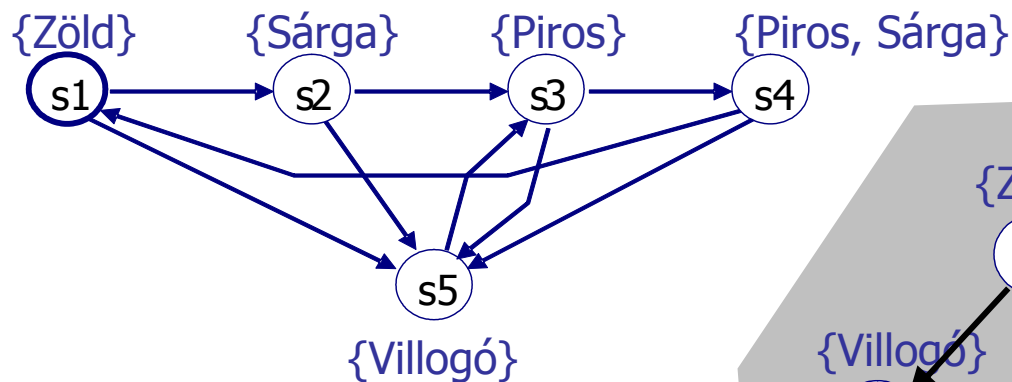 {Zöld} {Sárga} {Piros} {Piros, Sárga}
s1 s2 s3 s4
{Z
s5
{Villogó} {Villogó}